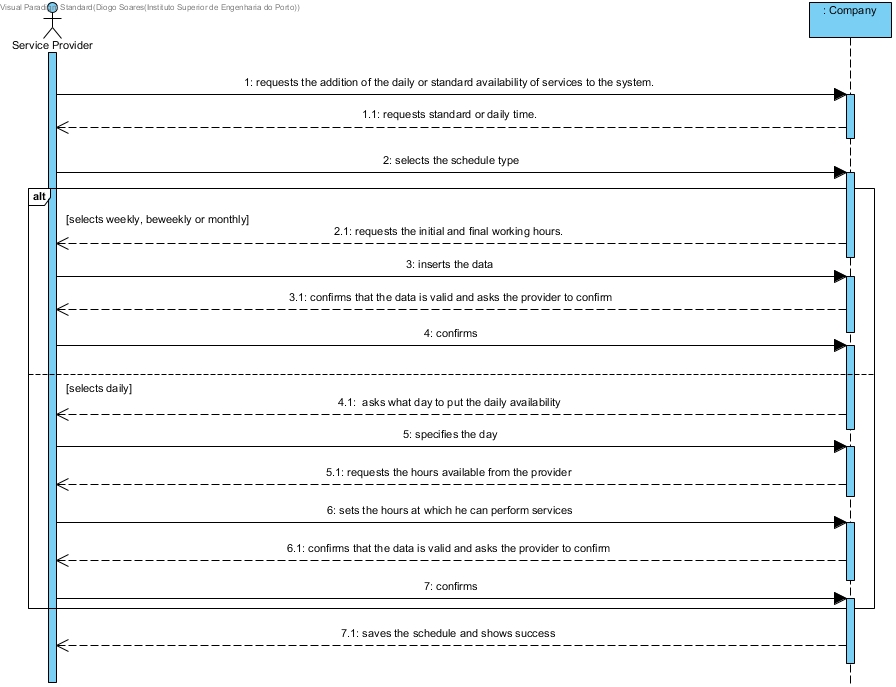 Visual Paradigm Standard(Diogo Soares(Instituto Superior de Engenharia do Porto))
: Company
Service Provider
1: requests the addition of the daily or standard availability of services to the system.
1.1: requests standard or daily time.
2: selects the schedule type
alt
[selects weekly, beweekly or monthly]
2.1: requests the initial and final working hours.
3: inserts the data
3.1: confirms that the data is valid and asks the provider to confirm
4: confirms
[selects daily]
4.1:  asks what day to put the daily availability
5: specifies the day
5.1: requests the hours available from the provider
6: sets the hours at which he can perform services
6.1: confirms that the data is valid and asks the provider to confirm
7: confirms
7.1: saves the schedule and shows success